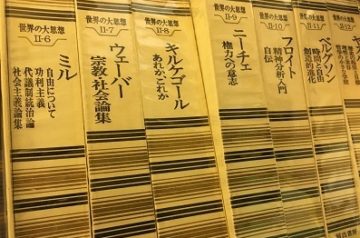 世界の大思想
II-6
ミル
自由について
功利主義
代議制統治論
社会主義論集
世界の大思想
II-7
ウェーバー
宗教・社会論集
世界の大思想
II-8
キルケゴール
あれか、これか
世界の大思想
II-9
ニーチェ
権力への意志
世界の大思想
II-10
フロイト
精神分析入門
自伝
世界の大思想
II-11
ベルグソン
時間と自由
創造的進化